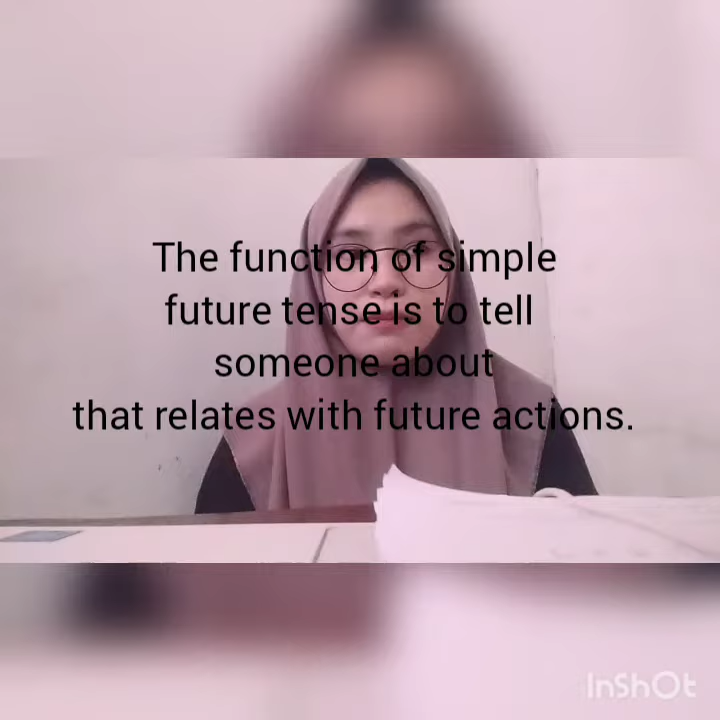 The function of simple
future tense is to tell
someone about
that relates with future actions.
InShOt